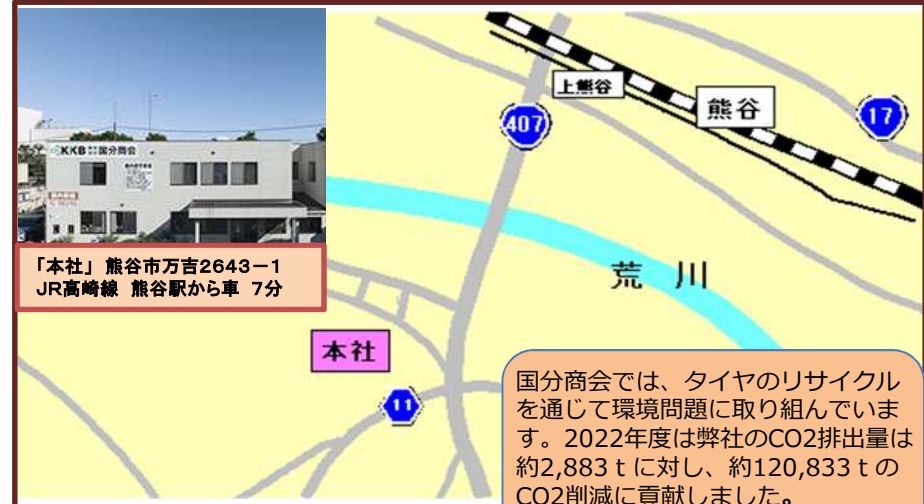 KKB 国分商会
「本社」 熊谷市万吉2643－1
JR高崎線 熊谷駅から車 7分
上熊谷
熊谷
407
17
荒 川
本社
11
国分商会では、タイヤのリサイクル
を通じて環境問題に取り組んでいま
す。2022年度は弊社のCO2排出量は
約2,883ｔに対し、約120,833ｔの
CO2削減に貢献しました。